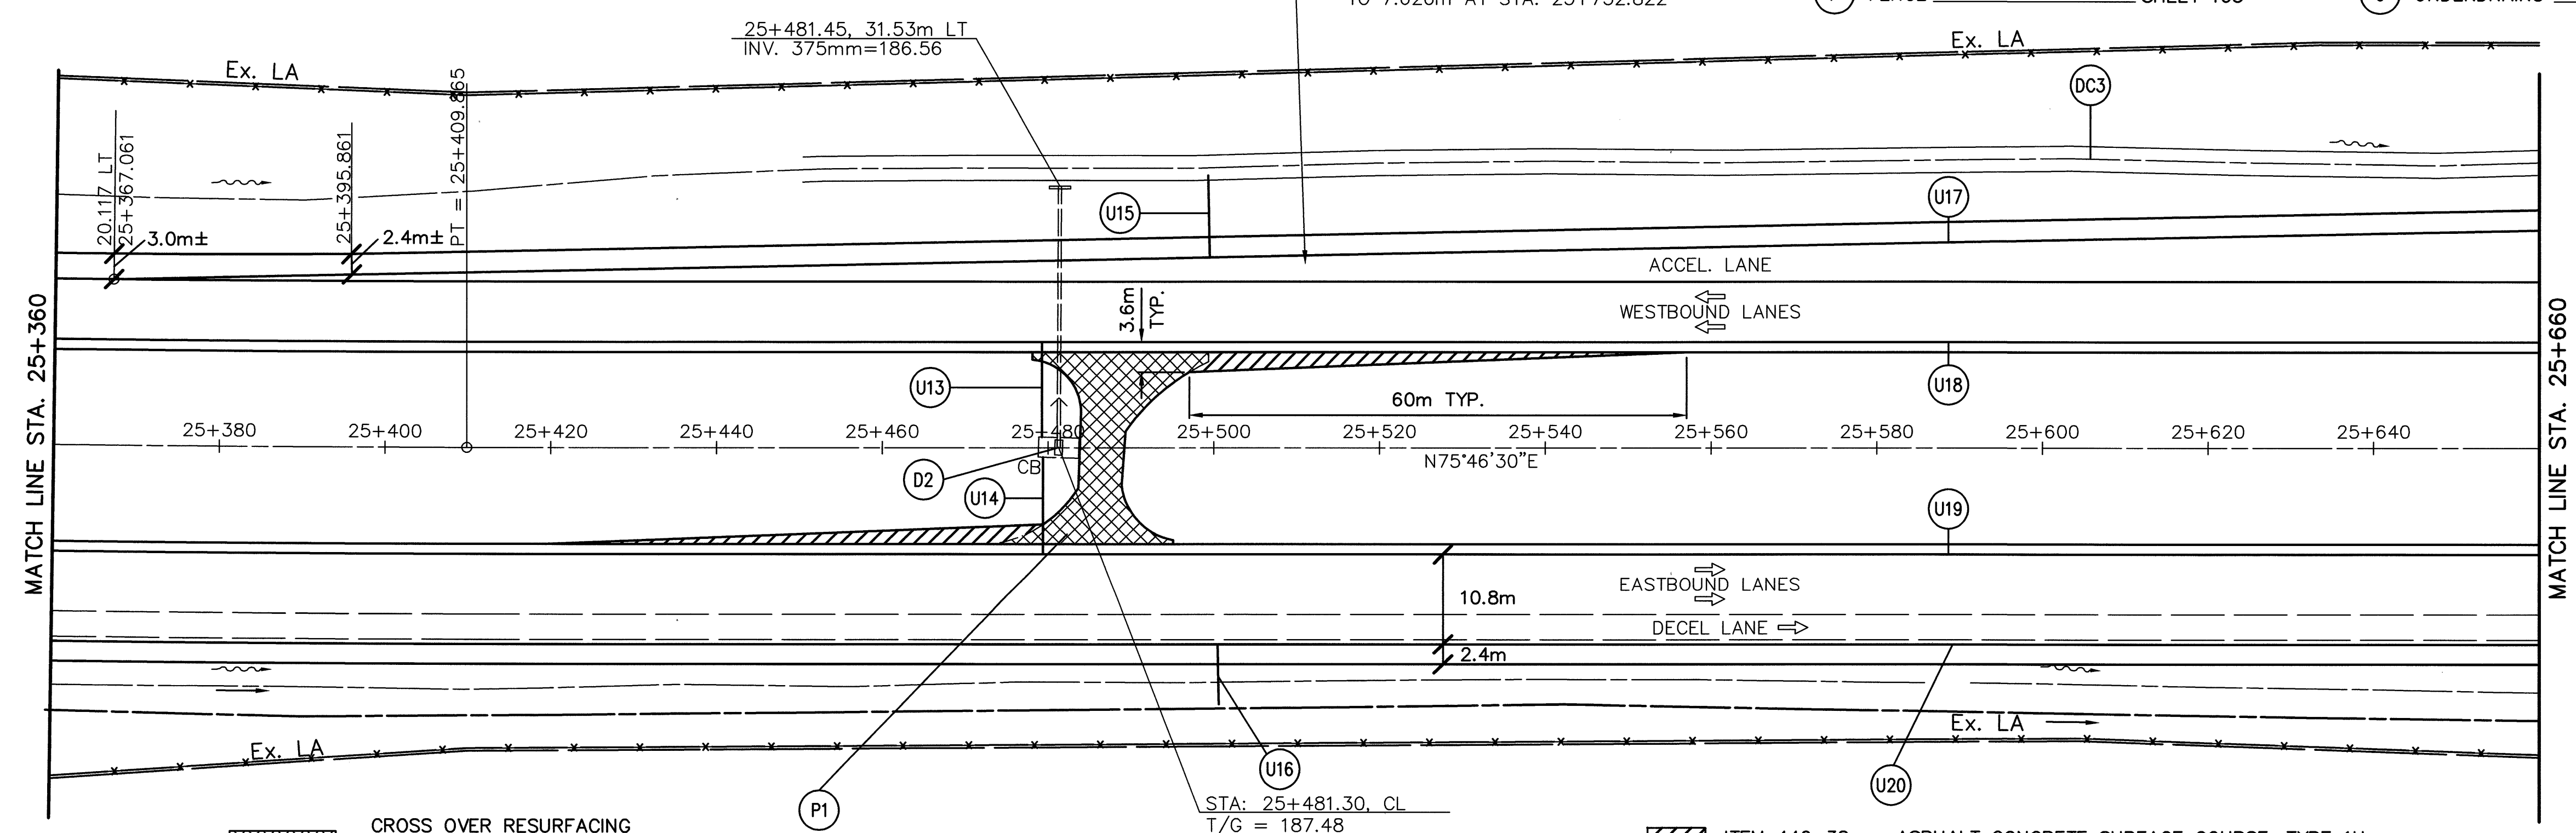 25+481.45, 31.53m LT
INV. 375mm=186.56
Ex. LA
Ex. LA
DC3
20.117 LT
25+367.061
25+395.861
PT = 25+409.865
3.0m±
2.4m±
U15
U17
ACCEL. LANE
WESTBOUND LANES
3.6m
TYP.
MATCH LINE STA. 25+360
MATCH LINE STA. 25+660
U13
U18
60m TYP.
25+380
25+400
25+420
25+440
25+460
25+480
25+500
25+520
25+540
25+560
25+580
25+600
25+620
25+640
N75°46'30"E
CB
D2
U14
U19
EASTBOUND LANES
10.8m
DECEL LANE
2.4m
Ex. LA
Ex. LA
U16
U20
P1
STA: 25+481.30, CL
T/G = 187.48
CROSS OVER RESURFACING